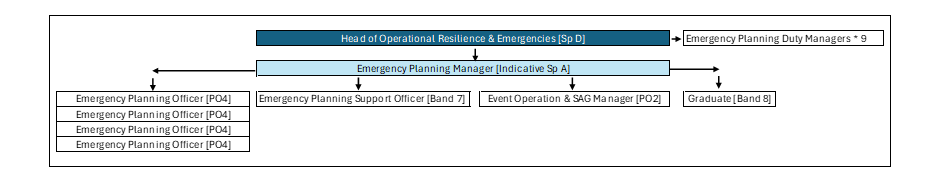 Head of Operational Resilience & Emergencies [Sp D]
Emergency Planning Duty Managers * 9
Emergency Planning Manager [Indicative Sp A]
Emergency Planning Officer [PO4]
Emergency Planning Support Officer [Band 7]
Event Operation & SAG Manager [PO2]
Graduate [Band 8]
Emergency Planning Officer [PO4]
Emergency Planning Officer [PO4]
Emergency Planning Officer [PO4]